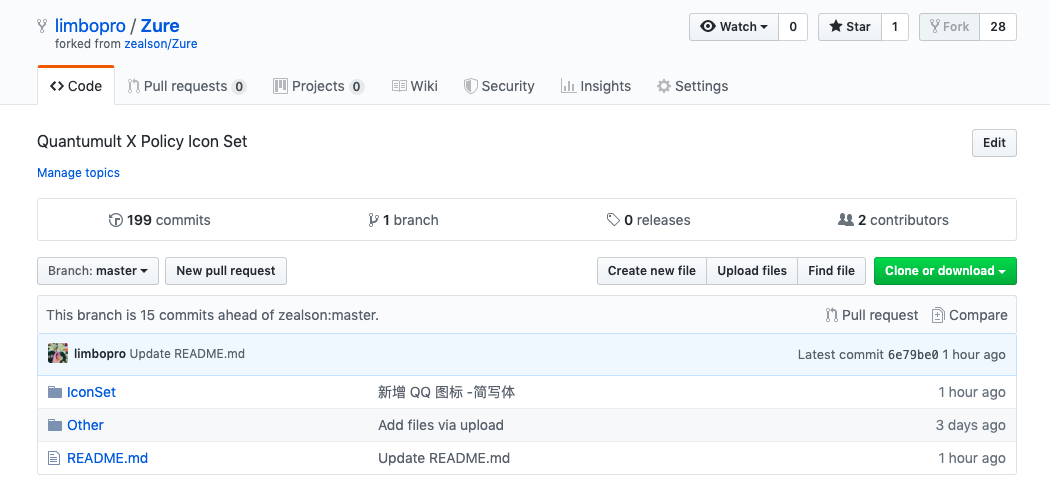 limbopro / Zure
forked from zealson/Zure
Watch 0 Star 1 Fork 28
Code Pull requests 0 Projects 0 Wiki Security Insights Settings
Quantumult X Policy Icon Set
Edit
Manage topics
199 commits 1 branch 0 releases 2 contributors
Branch: master New pull request Create new file Upload files Find file Clone or download
This branch is 15 commits ahead of zealson:master. Pull request Compare
limbopro Update README.md Latest commit 6e79be0 1 hour ago
IconSet 新增 QQ 图标 -简写体 1 hour ago
Other Add files via upload 3 days ago
README.md Update README.md 1 hour ago